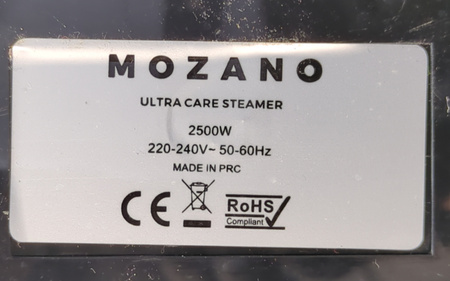 MOZANO
ULTRA CARE STEAMER
2500W
220-240V~ 50-60Hz
MADE IN PRC
CE
RoHS
Compliant